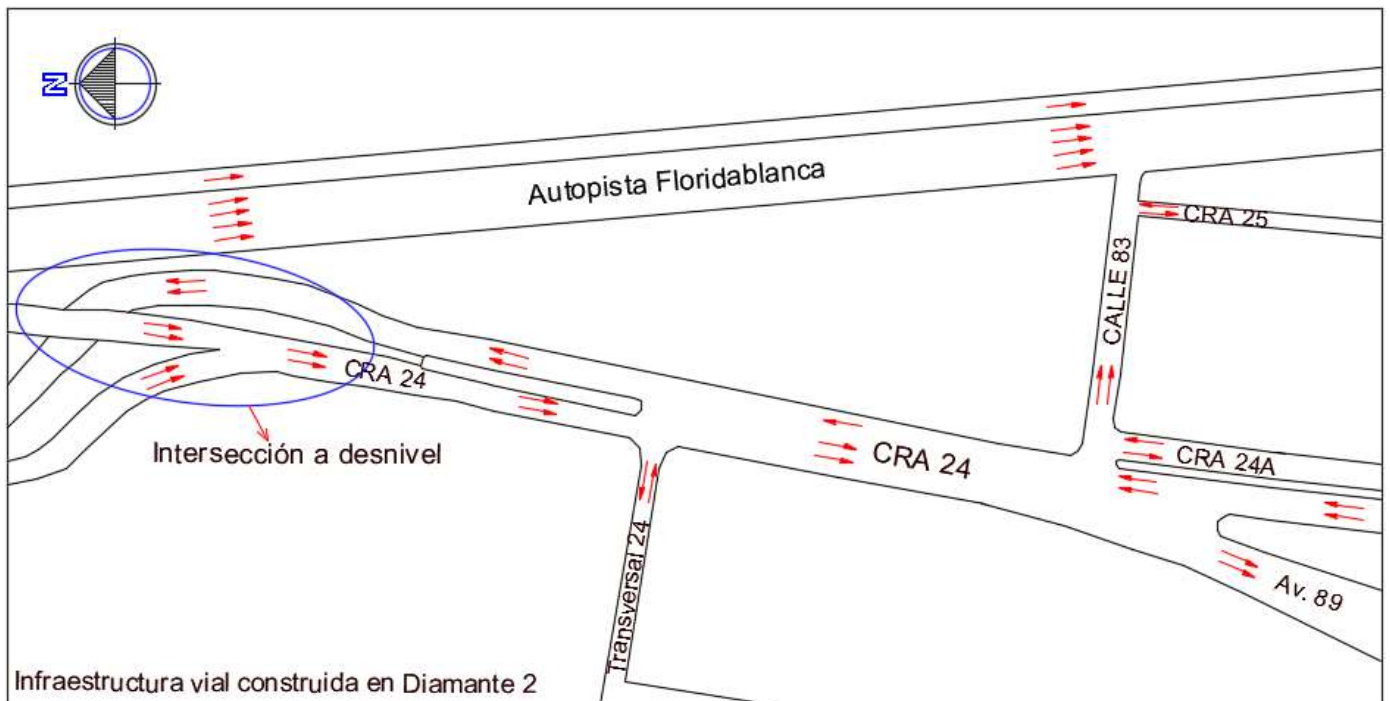 N
Autopista Floridablanca
CRA 25
CALLE 83
CRA 24
Intersección a desnivel
CRA 24
CRA 24A
Transversal 24
Av. 89
Infraestructura vial construida en Diamante 2